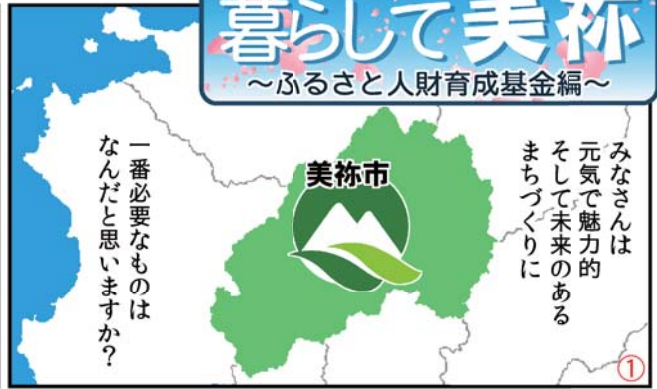 暮らして美祢
～ふるさと人財育成基金編～
みなさんは
元気で魅力的
そして未来のある
まちづくりに
美祢市
一番必要なものは
なんだと思いますか？
①